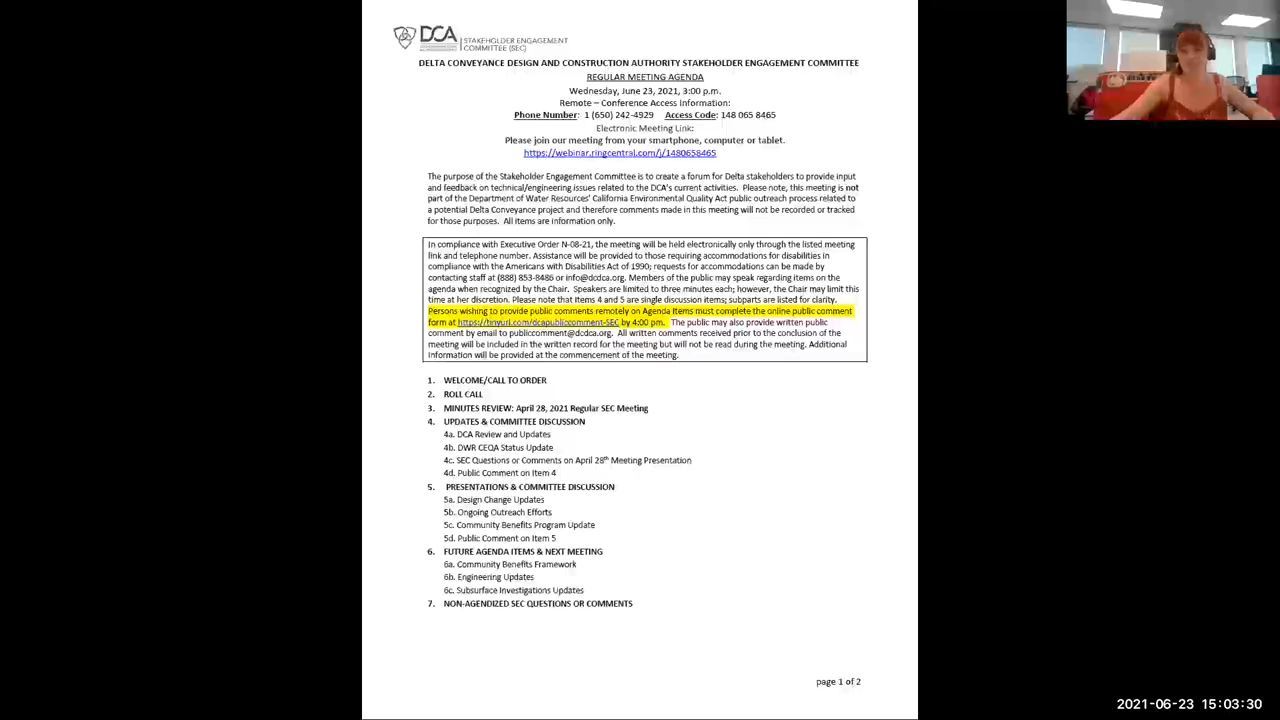 DCA
STAKEHOLDER ENGAGEMENT
COMMITTEE (SEC)
DELTA CONVEYANCE DESIGN AND CONSTRUCTION AUTHORITY STAKEHOLDER ENGAGEMENT COMMITTEE
REGULAR MEETING AGENDA
Wednesday, June 23, 2021, 3:00 p.m.
Remote – Conference Access Information:
Phone Number: 1 (650) 242-4929 Access Code: 148 065 8465
Electronic Meeting Link:
Please join our meeting from your smartphone, computer or tablet.
https://webinar.ringcentral.com/j/1480658465
The purpose of the Stakeholder Engagement Committee is to create a forum for Delta stakeholders to provide input
and feedback on technical/engineering issues related to the DCA's current activities. Please note, this meeting is not
part of the Department of Water Resources' California Environmental Quality Act public outreach process related to
a potential Delta Conveyance project and therefore comments made in this meeting will not be recorded or tracked
for those purposes. All items are information only.
In compliance with Executive Order N-08-21, the meeting will be held electronically only through the listed meeting
link and telephone number. Assistance will be provided to those requiring accommodations for disabilities in
compliance with the Americans with Disabilities Act of 1990; requests for accommodations can be made by
contacting staff at (888) 853-8486 or info@dcdca.org. Members of the public may speak regarding items on the
agenda when recognized by the Chair. Speakers are limited to three minutes each; however, the Chair may limit this
time at her discretion. Please note that Items 4 and 5 are single discussion items; subparts are listed for clarity.
Persons wishing to provide public comments remotely on Agenda Items must complete the online public comment
form at https://tinyurl.com/dcapubliccomment-SEC by 4:00 pm. The public may also provide written public
comment by email to publiccomment@dcdca.org. All written comments received prior to the conclusion of the
meeting will be included in the written record for the meeting but will not be read during the meeting. Additional
information will be provided at the commencement of the meeting.
1. WELCOME/CALL TO ORDER
2. ROLL CALL
3. MINUTES REVIEW: April 28, 2021 Regular SEC Meeting
4. UPDATES & COMMITTEE DISCUSSION
4a. DCA Review and Updates
4b. DWR CEQA Status Update
4c. SEC Questions or Comments on April 28th Meeting Presentation
4d. Public Comment on Item 4
5. PRESENTATIONS & COMMITTEE DISCUSSION
5a. Design Change Updates
5b. Ongoing Outreach Efforts
5c. Community Benefits Program Update
5d. Public Comment on Item 5
6. FUTURE AGENDA ITEMS & NEXT MEETING
6a. Community Benefits Framework
6b. Engineering Updates
6c. Subsurface Investigations Updates
7. NON-AGENDIZED SEC QUESTIONS OR COMMENTS
page 1 of 2
2021-06-23 15:03:30